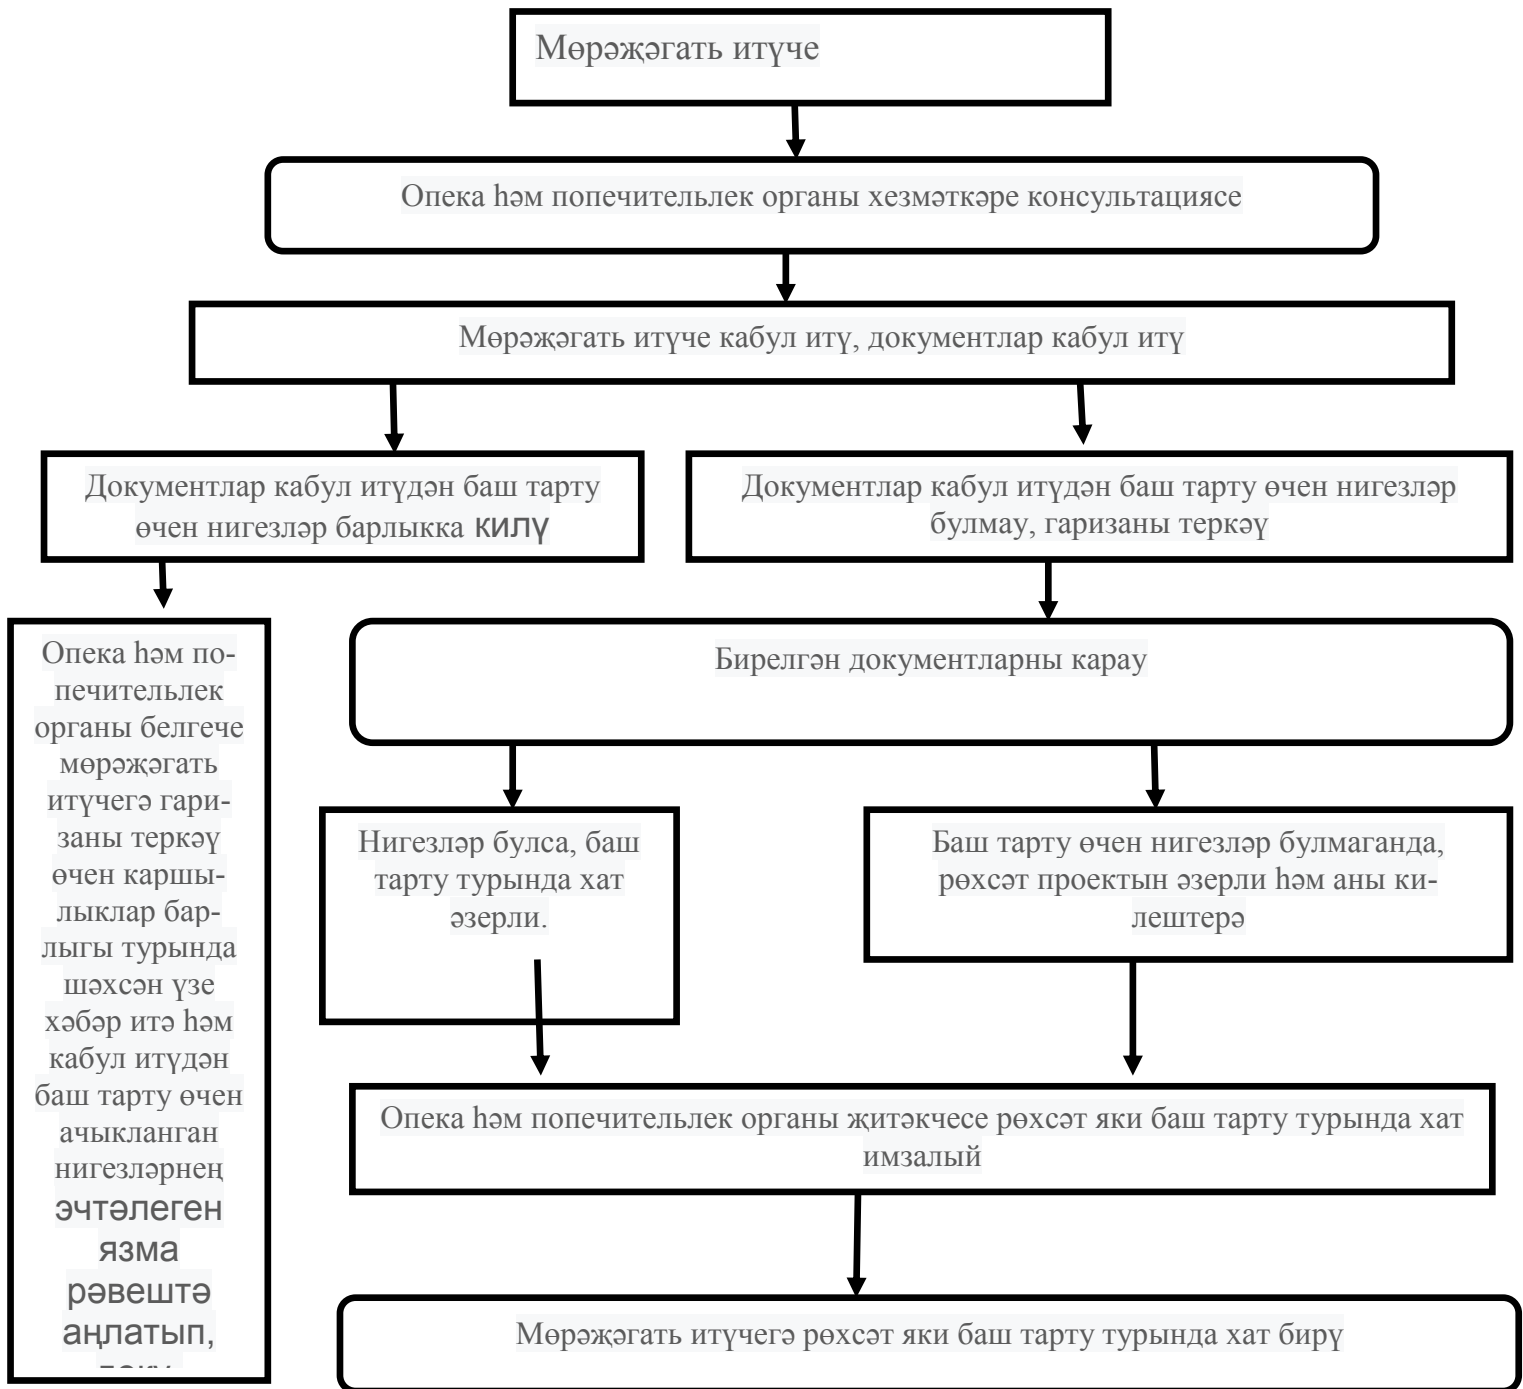 Мөрәҗәгать итүче
Опека һәм попечительлек органы хезмәткәре консультациясе
Мөрәҗәгать итүче кабул итү, документлар кабул итү
Документлар кабул итүдән баш тарту
өчен нигезләр барлыкка килү
Документлар кабул итүдән баш тарту өчен нигезләр
булмау, гаризаны теркәү
Опека һәм по-
печительлек
органы белгече
мөрәҗәгать
итүчегә гари-
заны теркәү
өчен каршы-
лыклар бар-
лыгы турында
шәхсән үзе
хәбәр итә һәм
кабул итүдән
баш тарту өчен
ачыкланган
нигезләрнең
эчтәлеген
язма
рәвештә
аңлатып,
Бирелгән документларны карау
Нигезләр булса, баш
тарту турында хат
әзерли.
Баш тарту өчен нигезләр булмаганда,
рөхсәт проектын әзерли һәм аны ки-
лештерә
Опека һәм попечительлек органы җитәкчесе рөхсәт яки баш тарту турында хат
имзалый
Мөрәҗәгать итүчегә рөхсәт яки баш тарту турында хат бирү